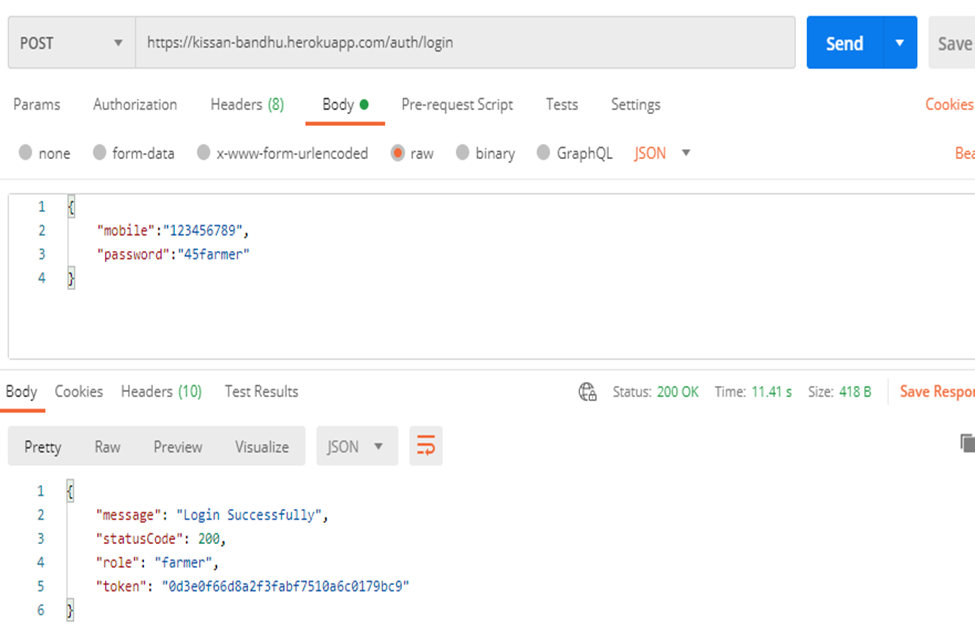 POST https://kissan-bandhu.herokuapp.com/auth/login Send Save
Params Authorization Headers (8) Body Pre-request Script Tests Settings Cookies
none form-data x-www-form-urlencoded raw binary GraphQL JSON Bea
1 {
2 "mobile":"123456789",
3 "password":"45farmer"
4 }
Body Cookies Headers (10) Test Results Status: 200 OK Time: 11.41 s Size: 418 B Save Respon
Pretty Raw Preview Visualize JSON
1 {
2 "message": "Login Successfully",
3 "statusCode": 200,
4 "role": "farmer",
5 "token": "0d3e0f66d8a2f3fabf7510a6c0179bc9"
6 }